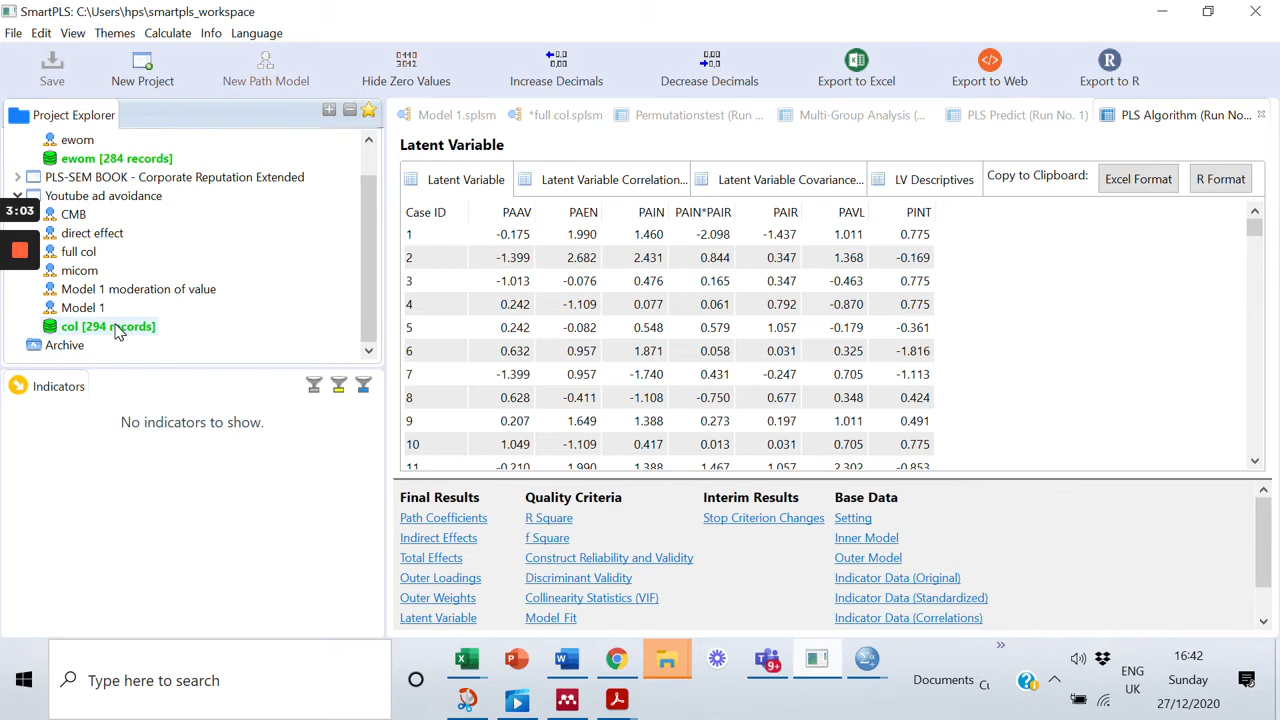 SmartPLS: C:\Users\hps\smartpls_workspace
File Edit View Themes Calculate Info Language
Save New Project New Path Model Hide Zero Values Increase Decimals Decrease Decimals Export to Excel Export to Web Export to R
Project Explorer
ewom
ewom [284 records]
PLS-SEM BOOK - Corporate Reputation Extended
Youtube ad avoidance
3:03
CMB
direct effect
full col
micom
Model 1 moderation of value
Model 1
col [294 records]
Archive
Indicators
No indicators to show.
Model 1.splsm *full col.splsm Permutationstest (Run ... Multi-Group Analysis (... PLS Predict (Run No. 1) PLS Algorithm (Run No...
Latent Variable
Latent Variable Latent Variable Correlation... Latent Variable Covariance... LV Descriptives Copy to Clipboard: Excel Format R Format
Case ID PAAV PAEN PAIN PAIN*PAIR PAIR PAVL PINT
1 -0.175 1.990 1.460 -2.098 -1.437 1.011 0.775
2 -1.399 2.682 2.431 0.844 0.347 1.368 -0.169
3 -1.013 -0.076 0.476 0.165 0.347 -0.463 0.775
4 0.242 -1.109 0.077 0.061 0.792 -0.870 0.775
5 0.242 -0.082 0.548 0.579 1.057 -0.179 -0.361
6 0.632 0.957 1.871 0.058 0.031 0.325 -1.816
7 -1.399 0.957 -1.740 0.431 -0.247 0.705 -1.113
8 0.628 -0.411 -1.108 -0.750 0.677 0.348 0.424
9 0.207 1.649 1.388 0.273 0.197 1.011 0.491
10 1.049 -1.109 0.417 0.013 0.031 0.705 0.775
11 -0.210 1.990 1.388 1.467 1.057 2.302 -0.853
Final Results Quality Criteria Interim Results Base Data
Path Coefficients R Square Stop Criterion Changes Setting
Indirect Effects f Square Inner Model
Total Effects Construct Reliability and Validity Outer Model
Outer Loadings Discriminant Validity Indicator Data (Original)
Outer Weights Collinearity Statistics (VIF) Indicator Data (Standardized)
Latent Variable Model_Fit Indicator Data (Correlations)
Type here to search
9+
Documents
ENG
UK
16:42
Sunday
27/12/2020